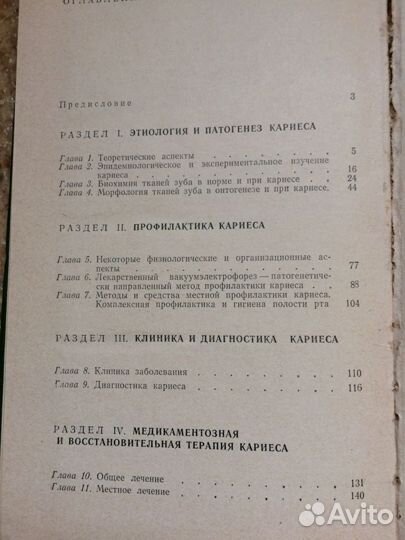 Предисловие 3
РАЗДЕЛ I. ЭТИОЛОГИЯ И ПАТОГЕНЕЗ КАРИЕСА
Глава 1. Теоретические аспекты . . . . . . . 5
Глава 2. Эпидемиологическое и экспериментальное изучение
кариеса . . . . . . . . . . . 16
Глава 3. Биохимия тканей зуба в норме и при кариесе . . 24
Глава 4. Морфология тканей зуба в онтогенезе и при кариесе. 44
РАЗДЕЛ II. ПРОФИЛАКТИКА КАРИЕСА
Глава 5. Некоторые физиологические и организационные ас-
пекты . . . . . . . . . . . 77
Глава 6. Лекарственный вакуумэлектрофорез — патогенети-
чески направленный метод профилактики кариеса . 88
Глава 7. Методы и средства местной профилактики кариеса.
Комплексная профилактика и гигиена полости рта 104
РАЗДЕЛ III. КЛИНИКА И ДИАГНОСТИКА КАРИЕСА
Глава 8. Клиника заболевания . . . . . . . 110
Глава 9. Диагностика кариеса . . . . . . . 116
РАЗДЕЛ IV. МЕДИКАМЕНТОЗНАЯ
И ВОССТАНОВИТЕЛЬНАЯ ТЕРАПИЯ КАРИЕСА
Глава 10. Общее лечение . . . . . . . . 131
Глава 11. Местное лечение . . . . . . . . 140
Avito